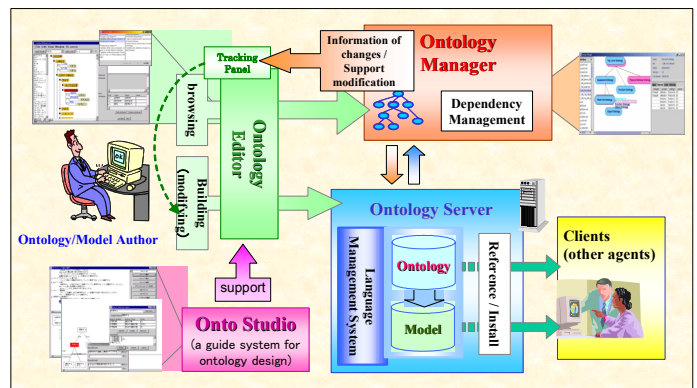 Tracking
Panel
Information of
changes /
Support
modification
Ontology
Manager
Dependency
Management
browsing
Ontology
Editor
Building
(modifying)
Ontology/Model Author
support
Onto Studio
(a guide system for
ontology design)
Ontology Server
Language
Management System
Ontology
Model
Reference / Install
Clients
(other agents)